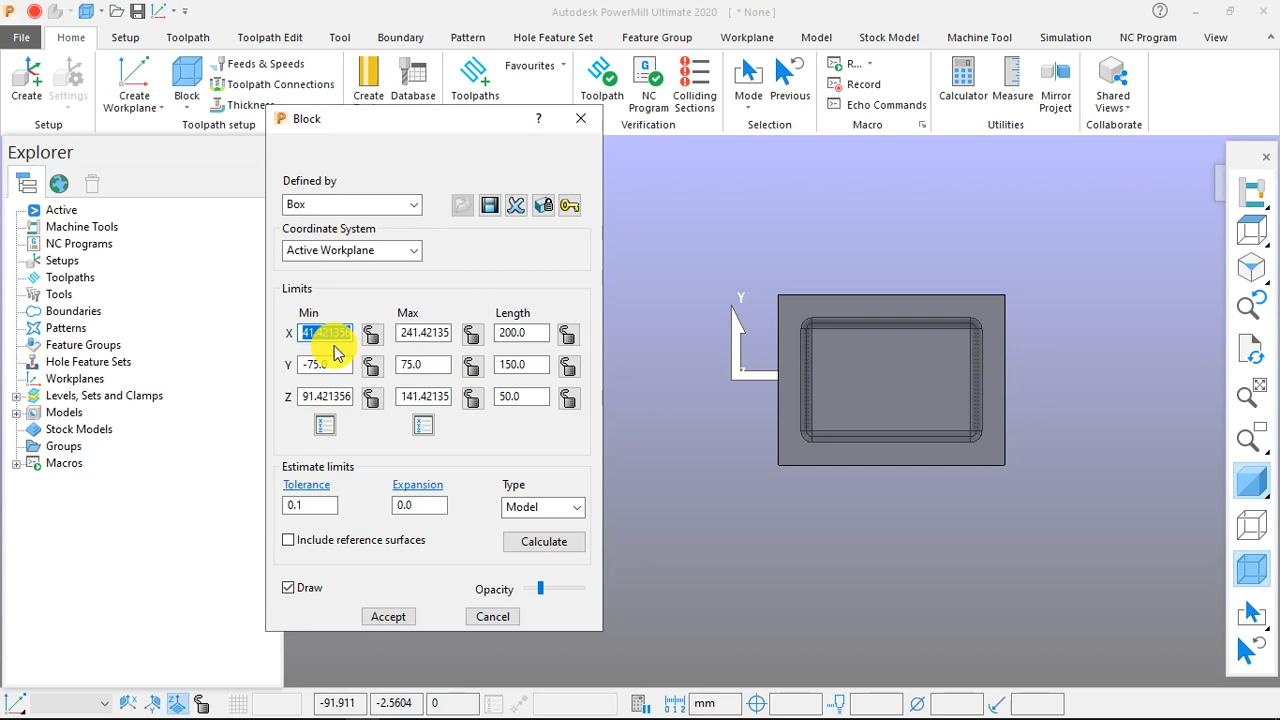 Autodesk PowerMill Ultimate 2020 [ * None ]
File Home Setup Toolpath Toolpath Edit Tool Boundary Pattern Hole Feature Set Feature Group Workplane Model Stock Model Machine Tool Simulation NC Program View
Create
Settings
Setup
Create
Workplane
Block
Feeds & Speeds
Toolpath Connections
Thickness
Toolpath setup
Create
Database
Toolpaths
Favourites
Toolpath
NC
Program
Colliding
Sections
Verification
Previous
Selection
R...
Record
Echo Commands
Macro
Calculator
Measure
Mirror
Project
Utilities
Shared
Views
Collaborate
Explorer
Active
Machine Tools
NC Programs
Setups
Toolpaths
Tools
Boundaries
Patterns
Feature Groups
Hole Feature Sets
Workplanes
Levels, Sets and Clamps
Models
Stock Models
Groups
Macros
Block
?
Defined by
Box
Coordinate System
Active Workplane
Limits
Min Max Length
X 41.421356 241.42135 200.0
Y -75.0 75.0 150.0
Z 91.421356 141.42135 50.0
Estimate limits
Tolerance Expansion Type
0.1 0.0 Model
Include reference surfaces Calculate
Draw Opacity
Accept Cancel
Y
-91.911 -2.5604 0 mm